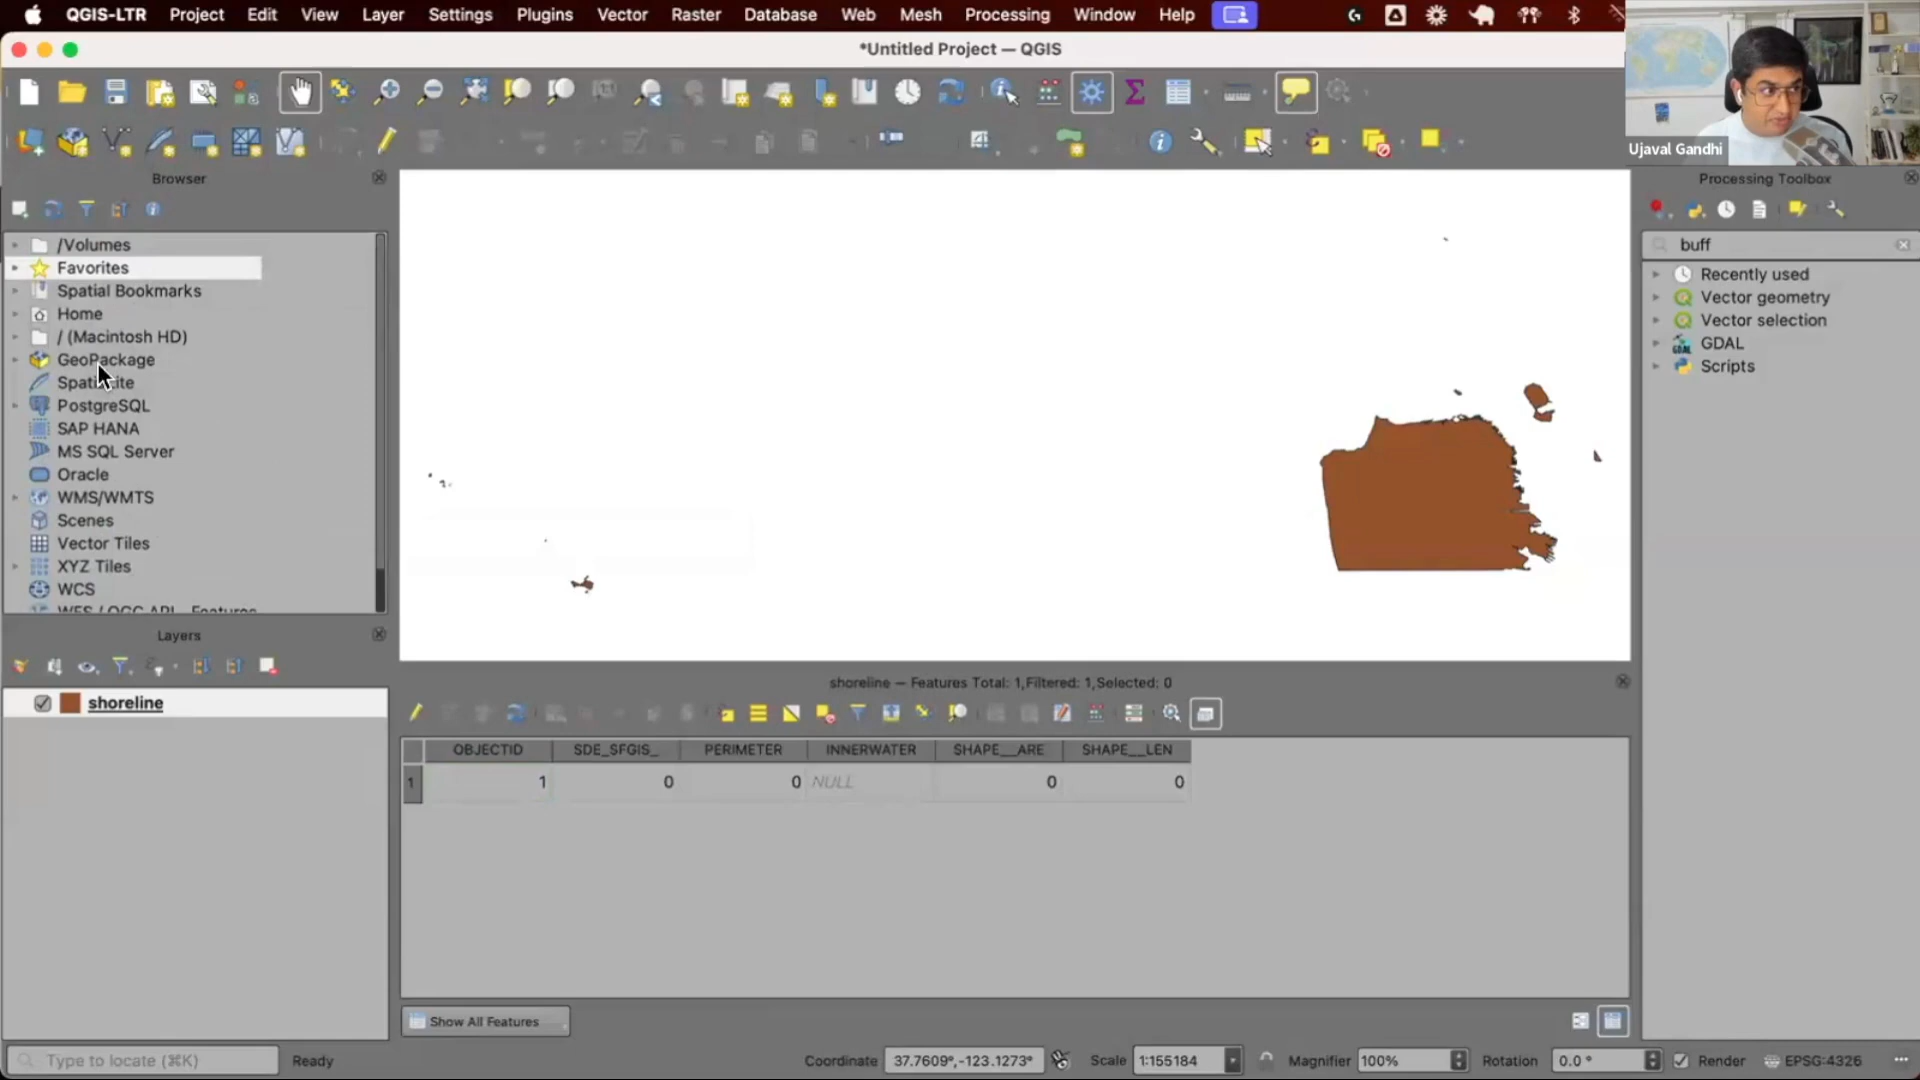 QGIS-LTR Project Edit View Layer Settings Plugins Vector Raster Database Web Mesh Processing Window Help
*Untitled Project — QGIS
Ujaval Gandhi
Browser
/Volumes
Favorites
Spatial Bookmarks
Home
/ (Macintosh HD)
GeoPackage
SpatiaLite
PostgreSQL
SAP HANA
MS SQL Server
Oracle
WMS/WMTS
Scenes
Vector Tiles
XYZ Tiles
WCS
WFS / OGC API - Features
Layers
shoreline
shoreline — Features Total: 1, Filtered: 1, Selected: 0
OBJECTID SDE_SFGIS_ PERIMETER INNERWATER SHAPE__ARE SHAPE__LEN
1 1 0 0 NULL 0 0
Show All Features
Processing Toolbox
buff
Recently used
Vector geometry
Vector selection
GDAL
Scripts
Type to locate (⌘K) Ready Coordinate 37.7609°,-123.1273° Scale 1:155184 Magnifier 100% Rotation 0.0 ° Render EPSG:4326